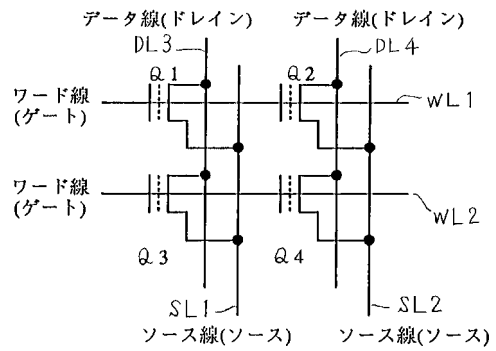 データ線(ドレイン) データ線(ドレイン)
DL3 DL4
Q1 Q2
ワード線
(ゲート)
WL1
ワード線
(ゲート)
WL2
Q3 Q4
SL1 SL2
ソース線(ソース) ソース線(ソース)